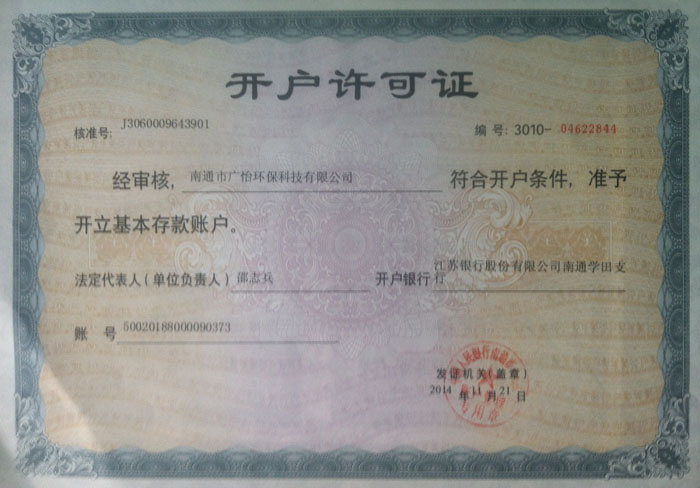 开户许可证
核准号: J3060009643901
编号: 3010-04622844
经审核, 南通市广怡环保科技有限公司 符合开户条件, 准予
开立基本存款账户。
法定代表人(单位负责人) 邵志兵 开户银行 江苏银行股份有限公司南通学田支行
账 号 50020188000090373
发证机关(盖章)
2014 年 11 月 21 日